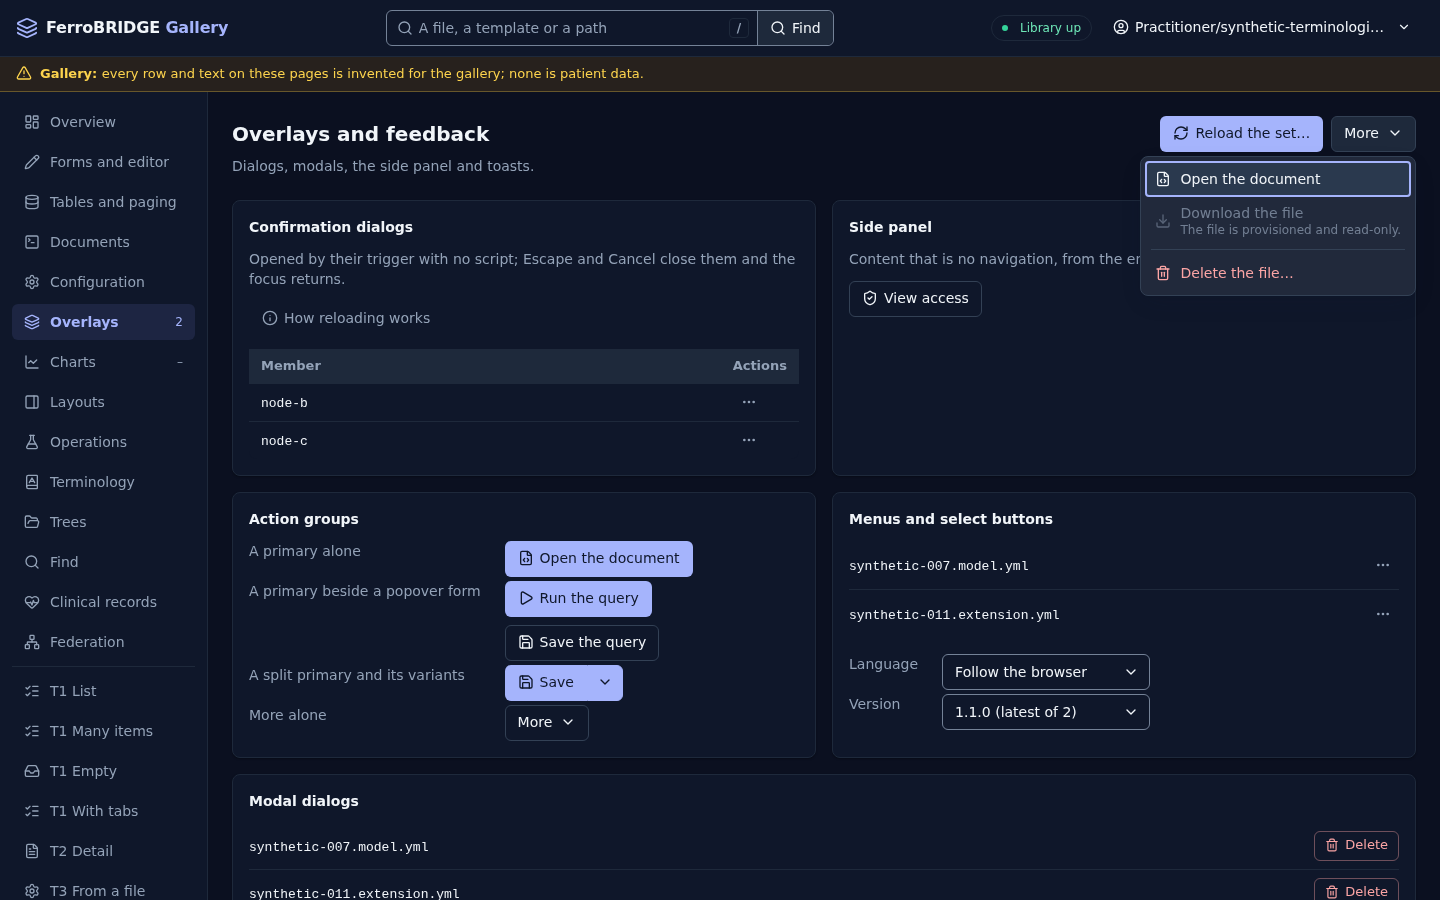 FerroBRIDGE Gallery
A file, a template or a path
/
Find
Library up
Practitioner/synthetic-terminologi…
Gallery: every row and text on these pages is invented for the gallery; none is patient data.
Overview
Forms and editor
Tables and paging
Documents
Configuration
Overlays 2
Charts –
Layouts
Operations
Terminology
Trees
Find
Clinical records
Federation
T1 List
T1 Many items
T1 Empty
T1 With tabs
T2 Detail
T3 From a file
Overlays and feedback
Dialogs, modals, the side panel and toasts.
Reload the set…
More
Open the document
Download the file
The file is provisioned and read-only.
Delete the file…
Confirmation dialogs
Opened by their trigger with no script; Escape and Cancel close them and the
focus returns.
How reloading works
Member Actions
node-b
node-c
Side panel
Content that is no navigation, from the
View access
Action groups
A primary alone
Open the document
A primary beside a popover form
Run the query
Save the query
A split primary and its variants
Save
More alone
More
Menus and select buttons
synthetic-007.model.yml
synthetic-011.extension.yml
Language
Follow the browser
Version
1.1.0 (latest of 2)
Modal dialogs
synthetic-007.model.yml
Delete
synthetic-011.extension.yml
Delete